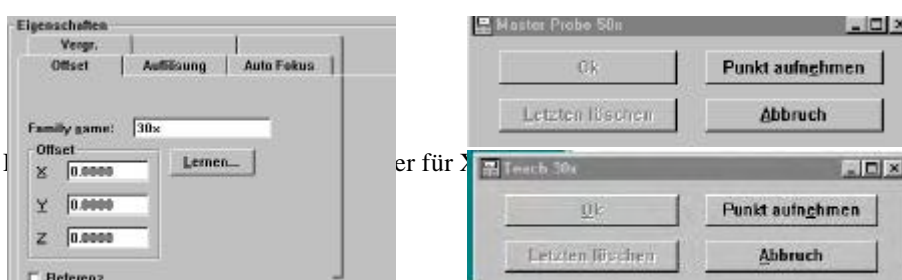 Eigenschaften
Vergr.
Offset Auflösung Auto Fokus
Family game: 30x
Offset
X 0.0000
Lernen...
Y 0.0000
Z 0.0000
Referenz
er für
Master Probe 50x
Ok Punkt aufnehmen
Letzten löschen Abbruch
Teach 30x
Ok Punkt aufnehmen
Letzten löschen Abbruch